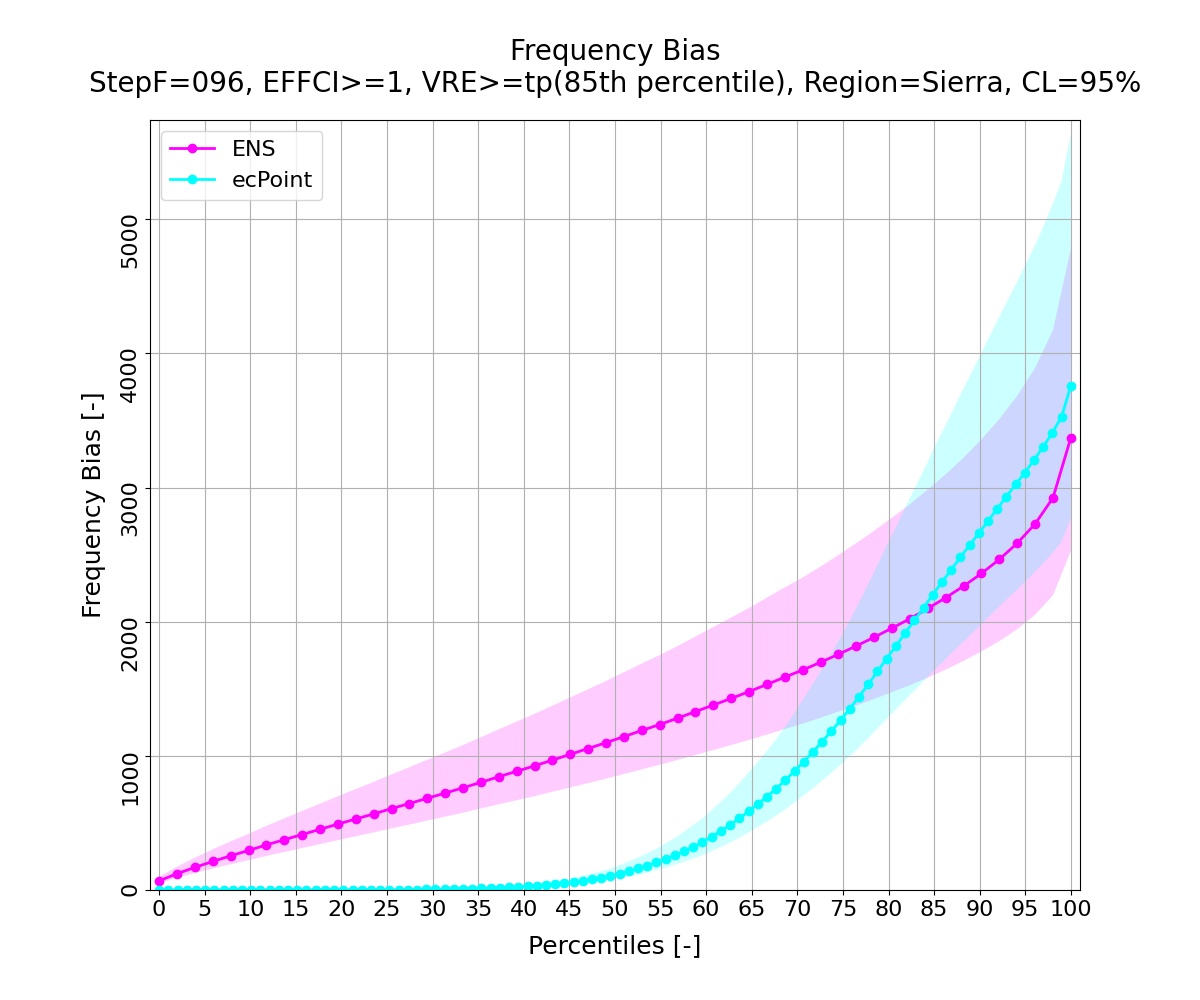 Frequency Bias
StepF=096, EFFCI>=1, VRE>=tp(85th percentile), Region=Sierra, CL=95%
ENS
ecPoint
Frequency Bias [-]
5000
4000
3000
2000
1000
0
0 5 10 15 20 25 30 35 40 45 50 55 60 65 70 75 80 85 90 95 100
Percentiles [-]